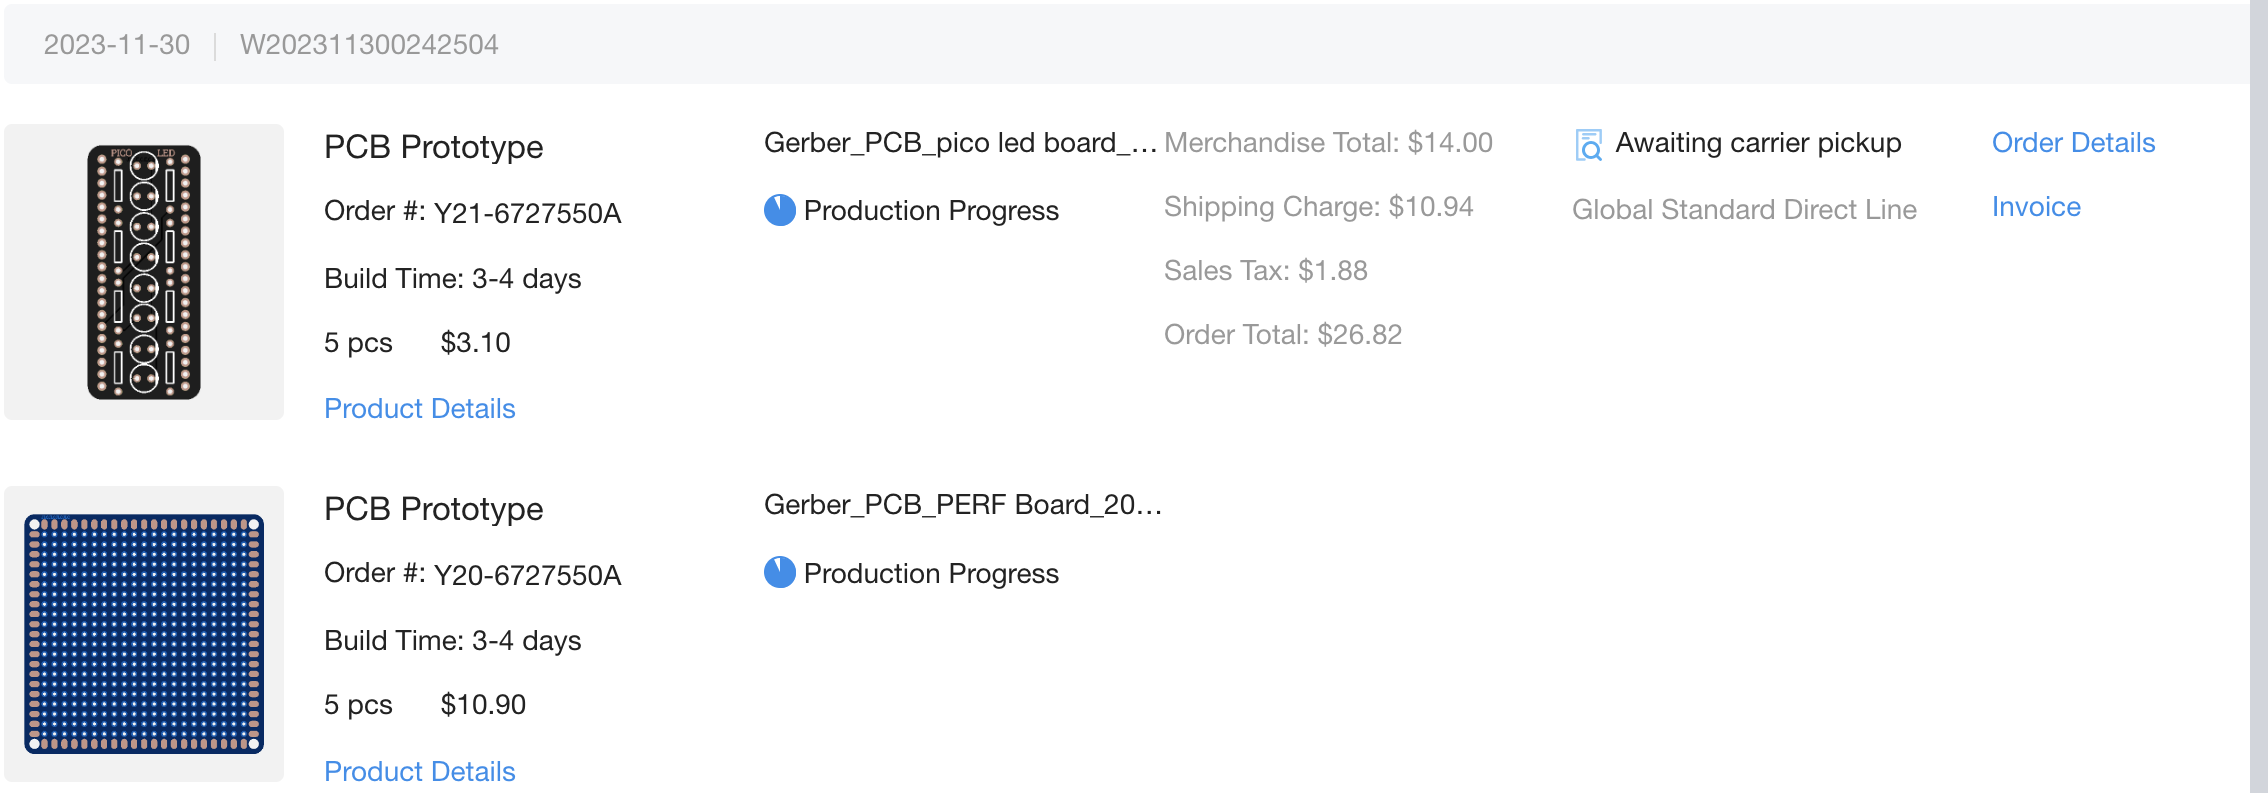 2023-11-30 | W202311300242504
PICO LED
PCB Prototype
Order #: Y21-6727550A
Build Time: 3-4 days
5 pcs $3.10
Product Details
Gerber_PCB_pico led board_...
Production Progress
Merchandise Total: $14.00
Shipping Charge: $10.94
Sales Tax: $1.88
Order Total: $26.82
Awaiting carrier pickup
Global Standard Direct Line
Order Details
Invoice
PCB Prototype
Order #: Y20-6727550A
Build Time: 3-4 days
5 pcs $10.90
Product Details
Gerber_PCB_PERF Board_20...
Production Progress